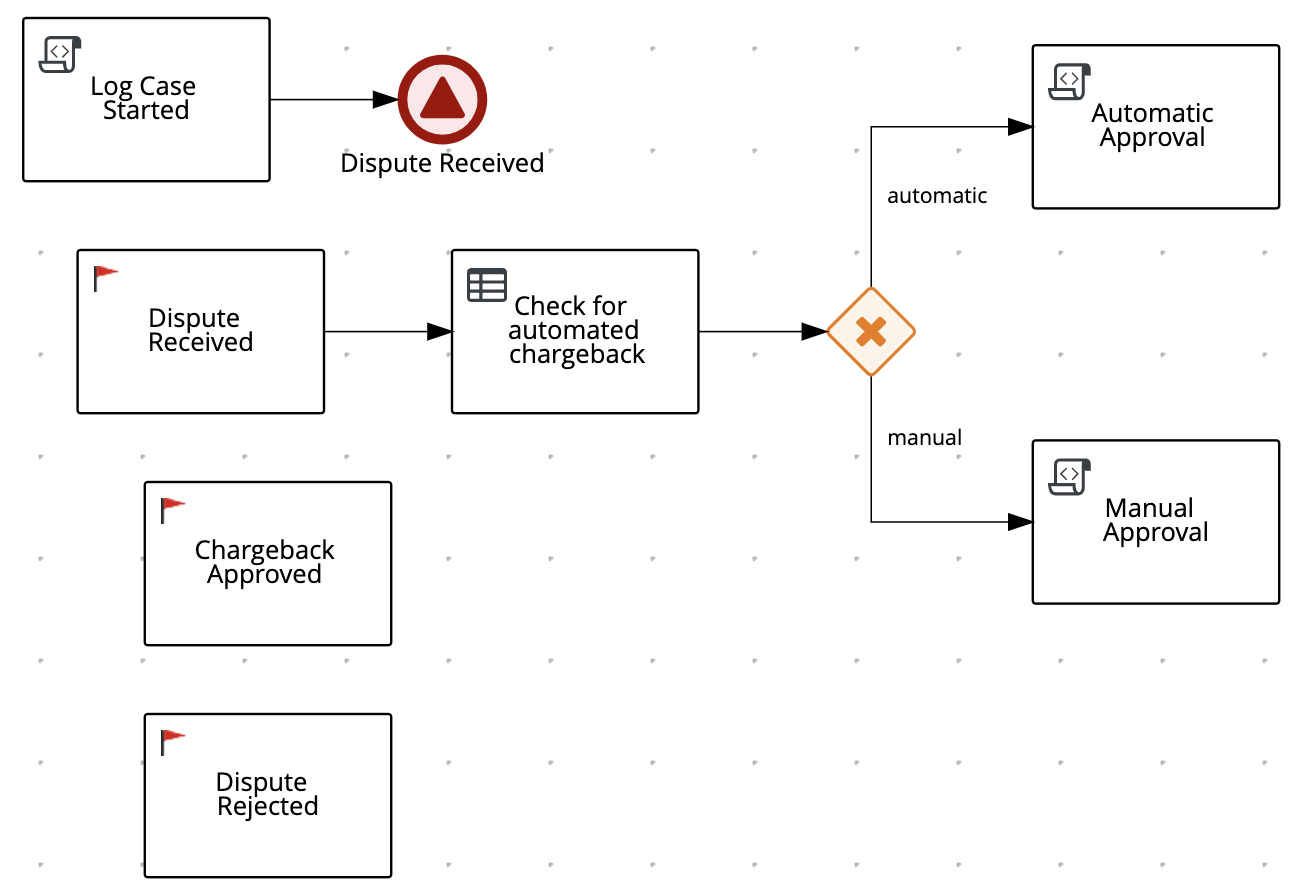 Log Case
Started
Dispute Received
Automatic
Approval
automatic
Dispute
Received
Check for
automated
chargeback
manual
Manual
Approval
Chargeback
Approved
Dispute
Rejected